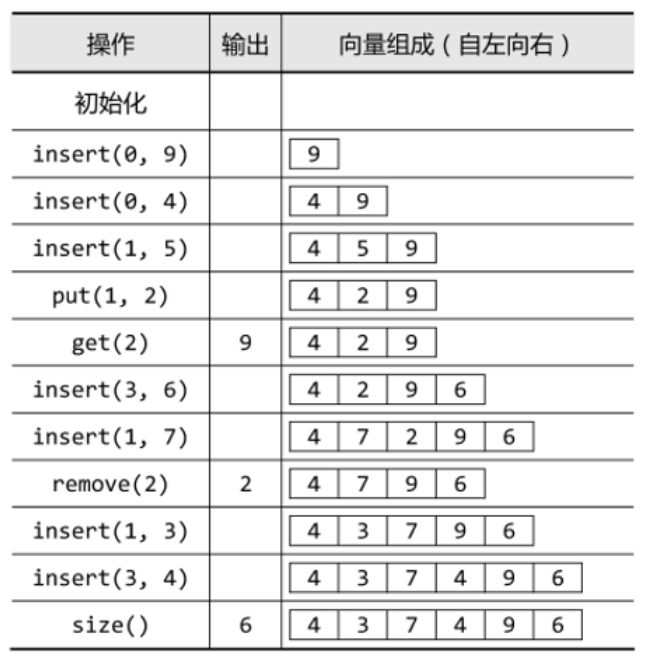 操作 输出 向量组成（自左向右）
初始化
insert(0, 9) 9
insert(0, 4) 4 9
insert(1, 5) 4 5 9
put(1, 2) 4 2 9
get(2) 9 4 2 9
insert(3, 6) 4 2 9 6
insert(1, 7) 4 7 2 9 6
remove(2) 2 4 7 9 6
insert(1, 3) 4 3 7 9 6
insert(3, 4) 4 3 7 4 9 6
size() 6 4 3 7 4 9 6